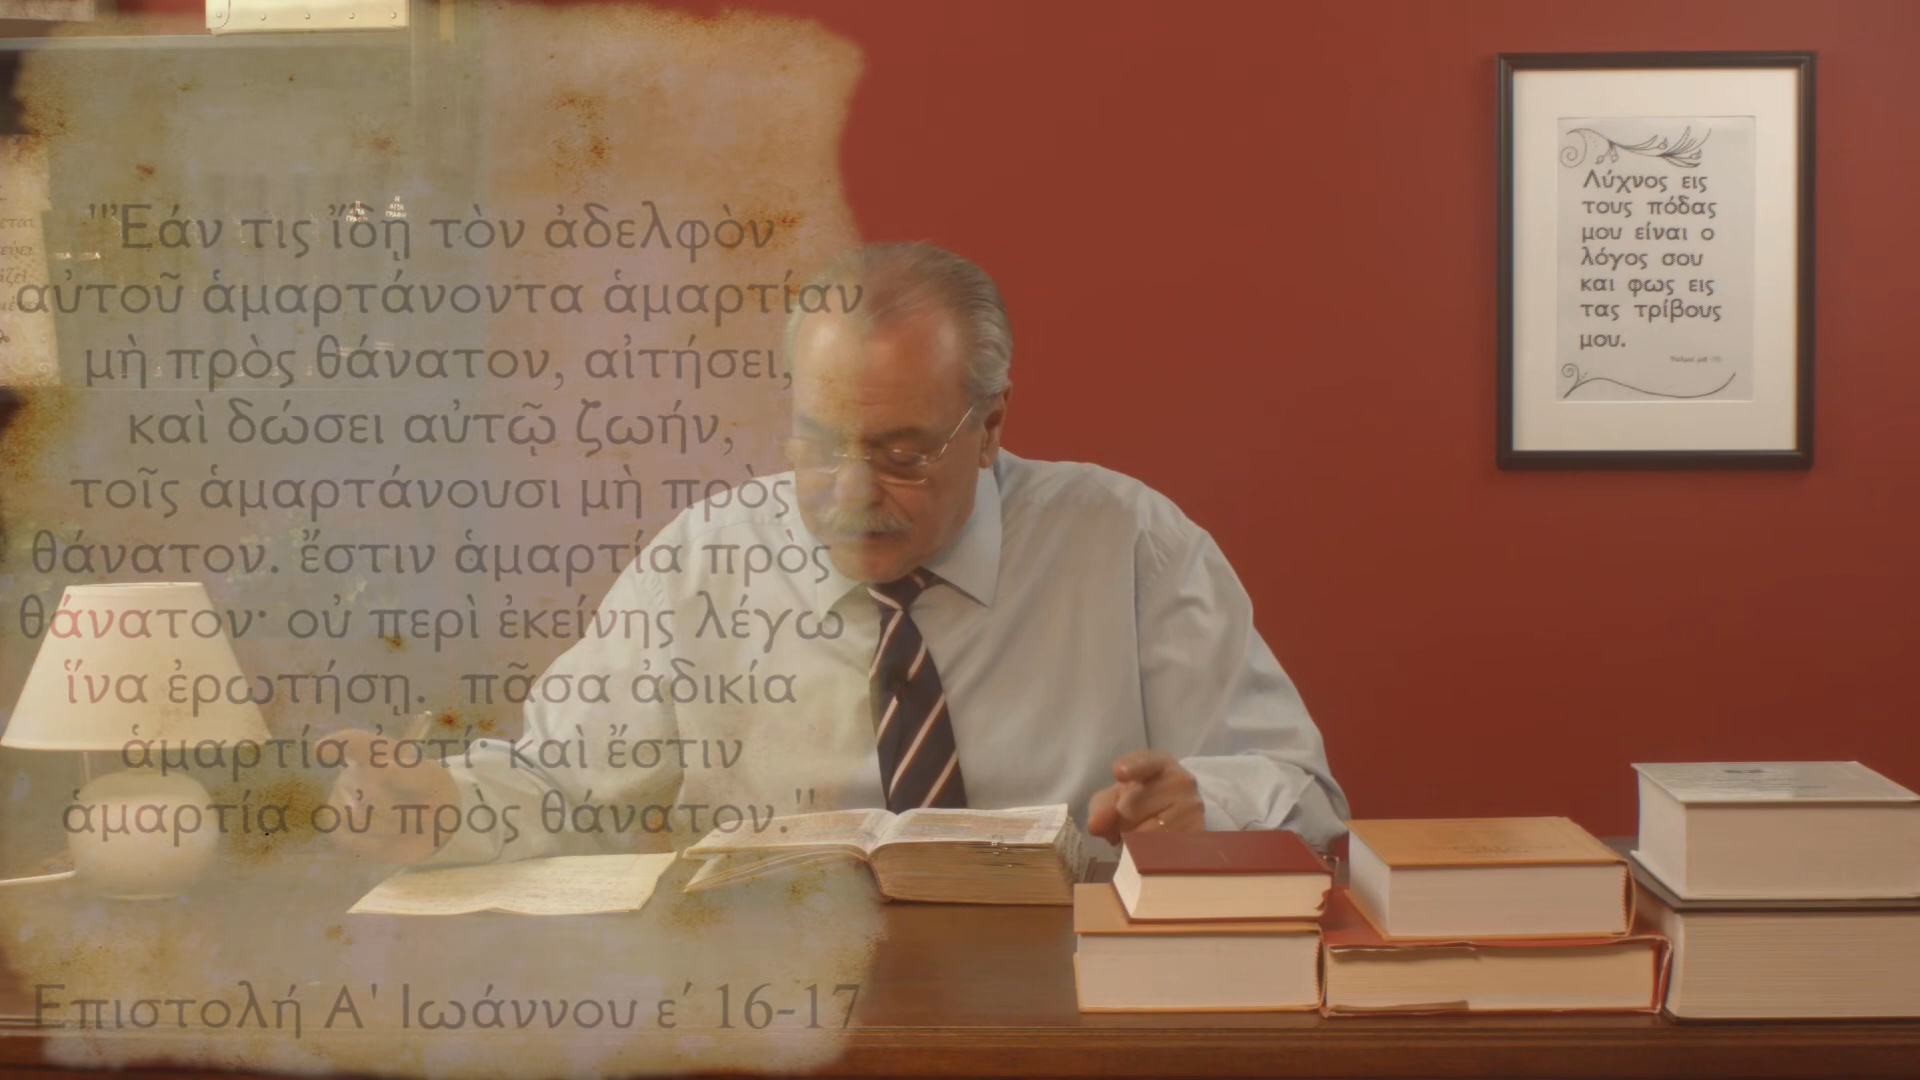 "Ἐάν τις ἴδῃ τὸν ἀδελφὸν
αὐτοῦ ἁμαρτάνοντα ἁμαρτίαν
μὴ πρὸς θάνατον, αἰτήσει,
καὶ δώσει αὐτῷ ζωήν,
τοῖς ἁμαρτάνουσι μὴ πρὸς
θάνατον. ἔστιν ἁμαρτία πρὸς
θάνατον· οὐ περὶ ἐκείνης λέγω
ἵνα ἐρωτήσῃ. πᾶσα ἀδικία
ἁμαρτία ἐστί· καὶ ἔστιν
ἁμαρτία οὐ πρὸς θάνατον."
Επιστολή Α' Ιωάννου ε΄ 16-17
Λύχνος εις
τους πόδας
μου είναι ο
λόγος σου
και φως εις
τας τρίβους
μου.